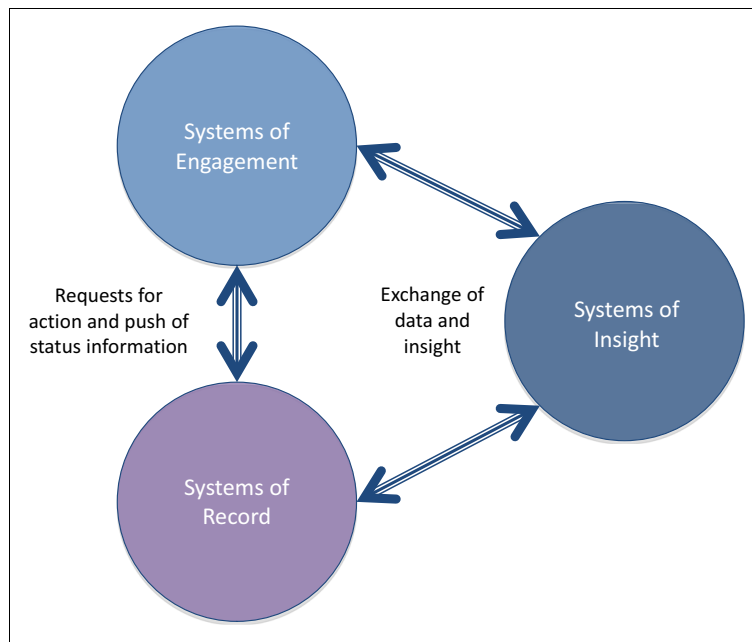 Systems of
Engagement
Requests for
action and push of
status information
Exchange of
data and
insight
Systems of
Insight
Systems of
Record